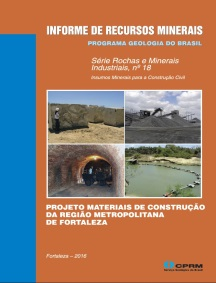 INFORME DE RECURSOS MINERAIS
PROGRAMA GEOLOGIA DO BRASIL
Série Rochas e Minerais
Industriais, nº 18
Insumos Minerais para a Construção Civil
PROJETO MATERIAIS DE CONSTRUÇÃO
DA REGIÃO METROPOLITANA
DE FORTALEZA
Fortaleza – 2016
CPRM